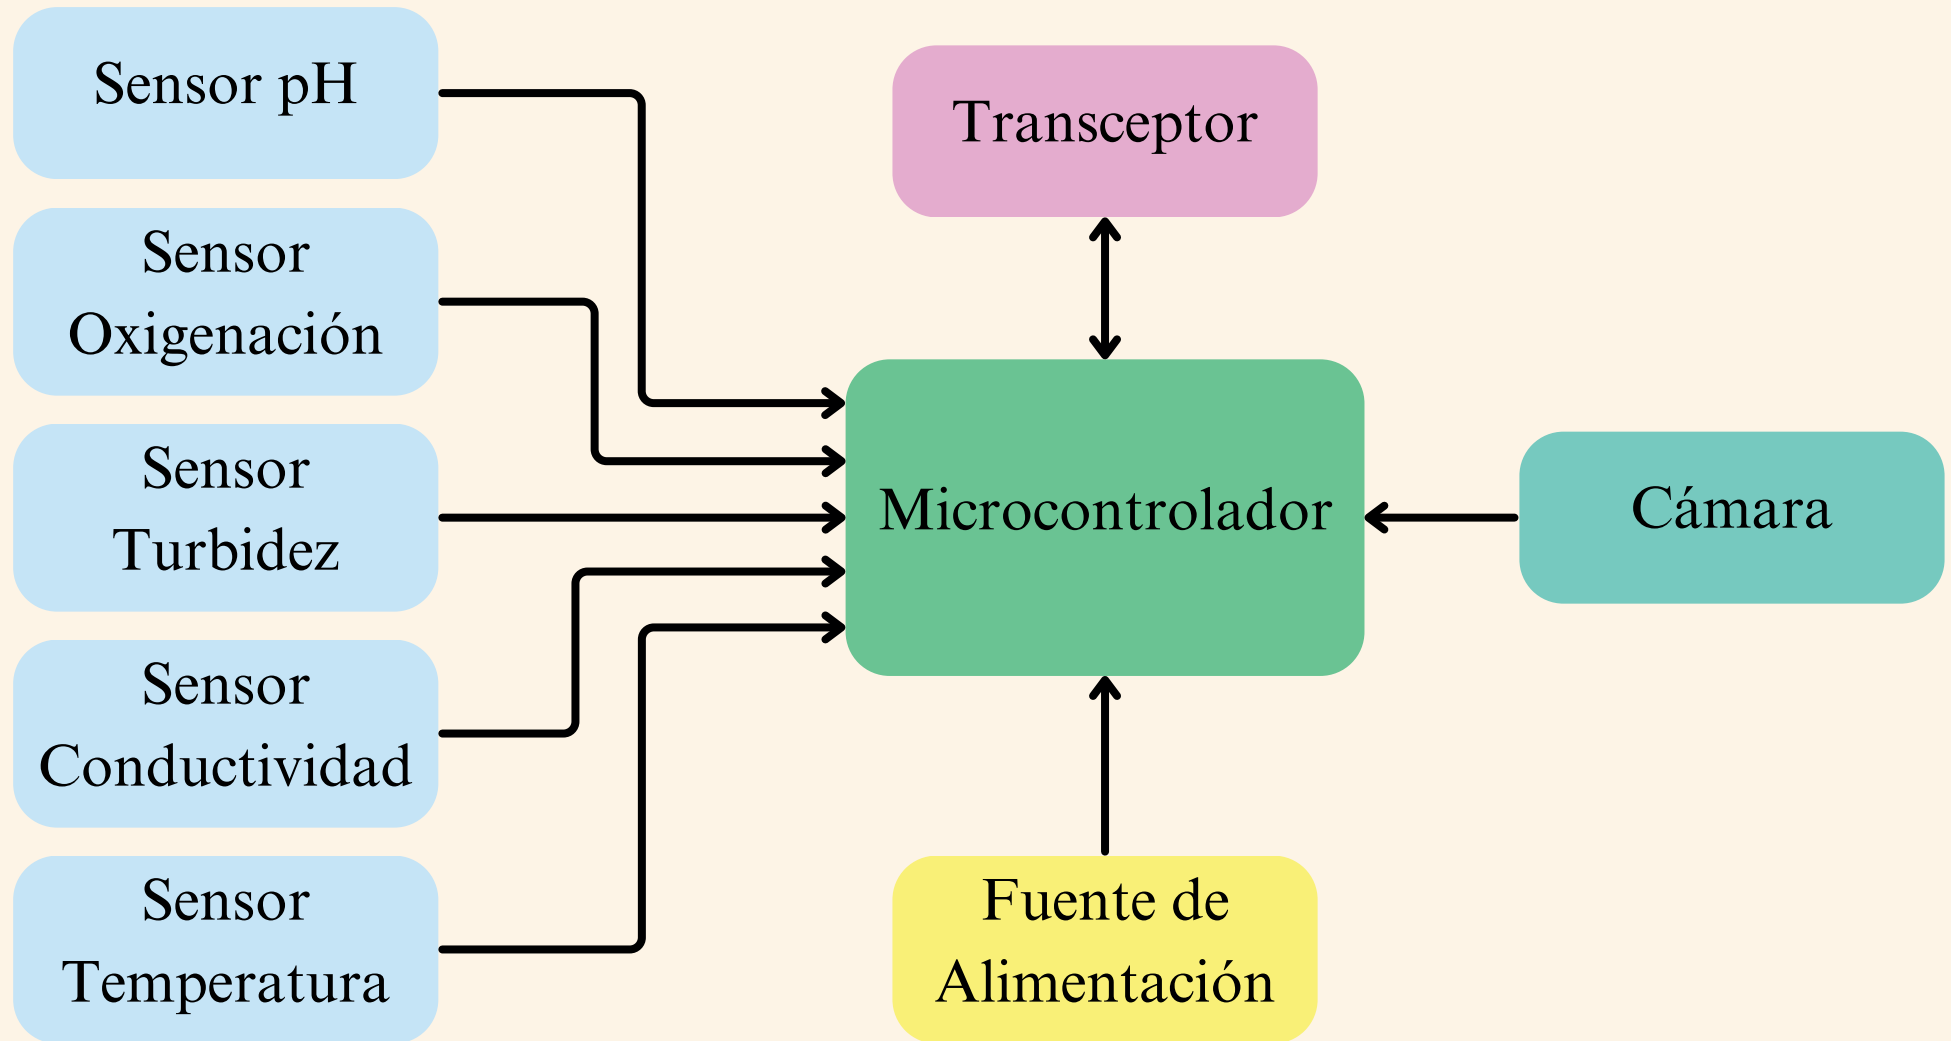 Sensor pH
Sensor
Oxigenación
Sensor
Turbidez
Sensor
Conductividad
Sensor
Temperatura
Transceptor
Microcontrolador
Fuente de
Alimentación
Cámara